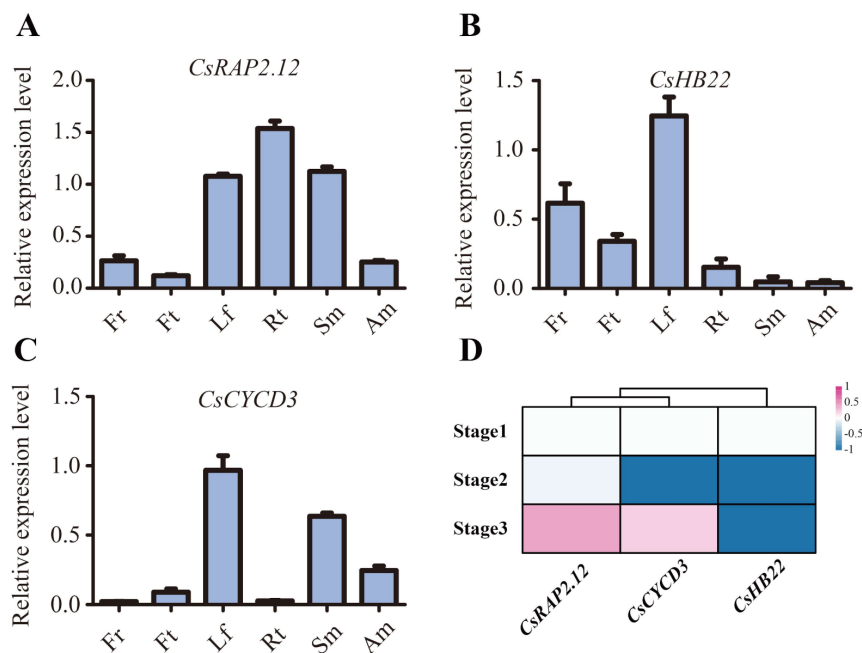 A
CsRAP2.12
Relative expression level
2.0
1.5
1.0
0.5
0.0
Fr Ft Lf Rt Sm Am
B
CsHB22
Relative expression level
1.5
1.0
0.5
0.0
Fr Ft Lf Rt Sm Am
C
CsCYCD3
Relative expression level
1.5
1.0
0.5
0.0
Fr Ft Lf Rt Sm Am
D
1
0.5
0
-0.5
-1
Stage1
Stage2
Stage3
CsRAP2.12 CsCYCD3 CsHB22